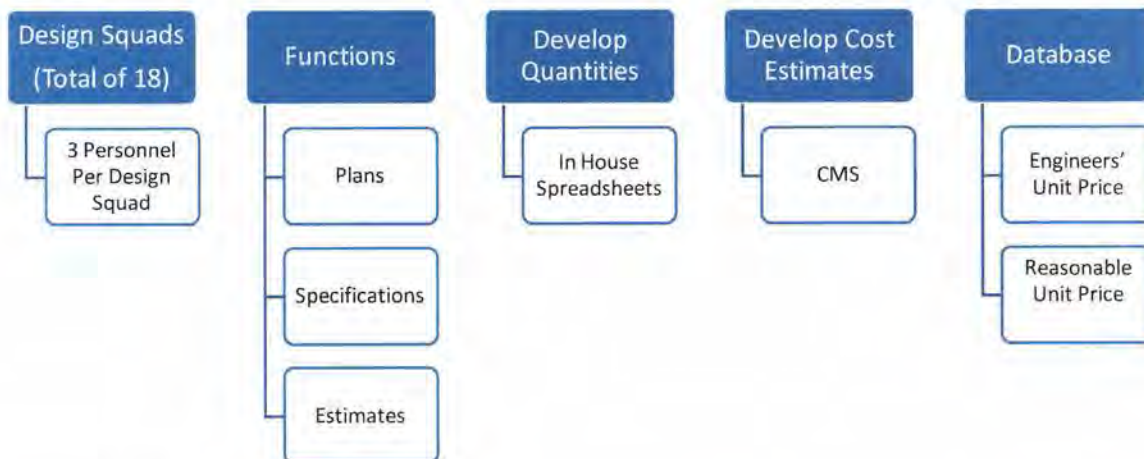 Design Squads
(Total of 18)
3 Personnel
Per Design
Squad
Functions
Plans
Specifications
Estimates
Develop
Quantities
In House
Spreadsheets
Develop Cost
Estimates
CMS
Database
Engineers'
Unit Price
Reasonable
Unit Price